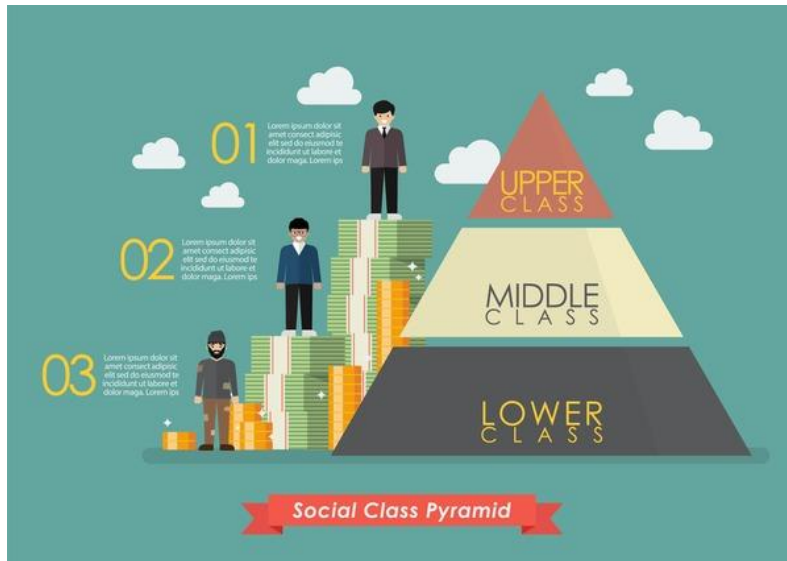 01
Lorem ipsum dolor sit
amet contem adipisic
elit sed do eiusmod te
incididunt ut labore et
dolor maga. Lorem ips
02
Lorem ipsum dolor sit
amet contem adipisic
elit sed do eiusmod te
incididunt ut labore et
dolor maga. Lorem ips
03
Lorem ipsum dolor sit
amet contem adipisic
elit sed do eiusmod te
incididunt ut labore et
dolor maga. Lorem ips
UPPER
CLASS
MIDDLE
CLASS
LOWER
CLASS
Social Class Pyramid